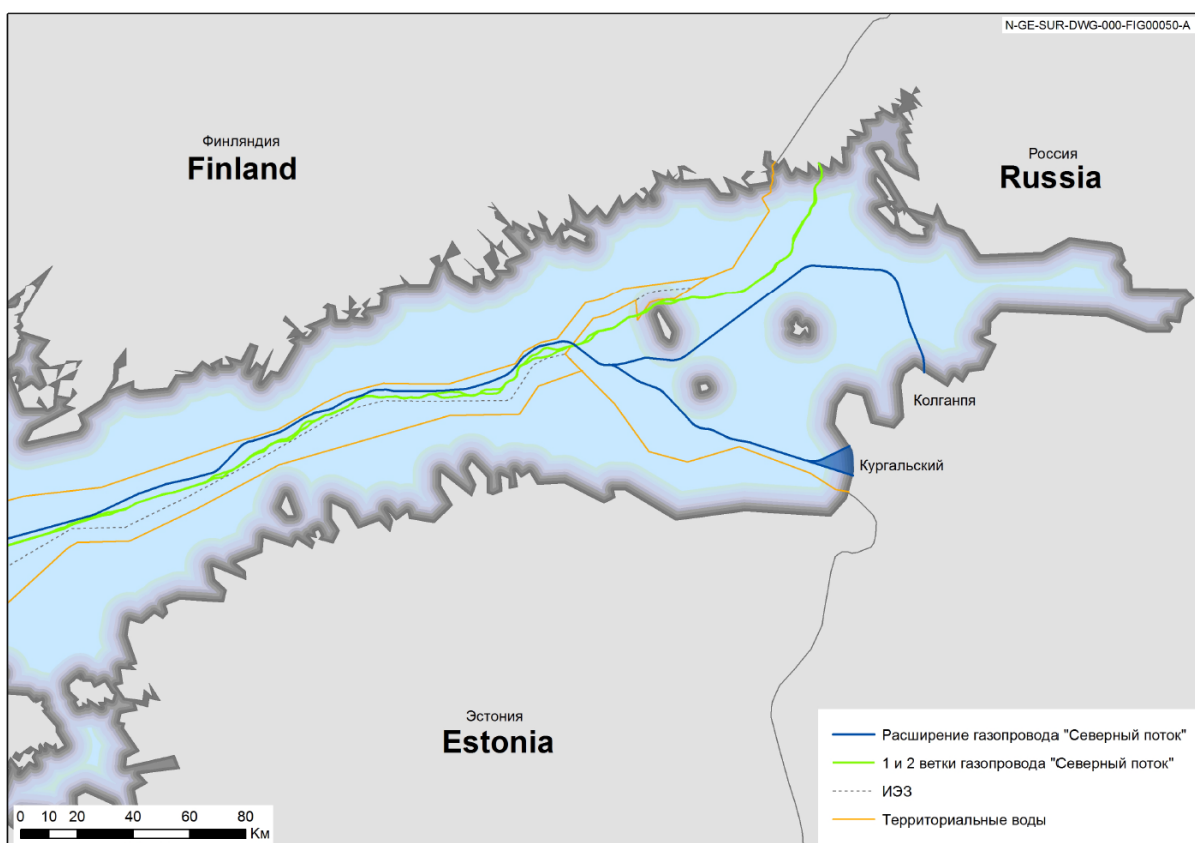 N-GE-SUR-DWG-000-FIG00050-A
Финляндия
Finland
Россия
Russia
Колганпя
Кургальский
Эстония
Estonia
Расширение газопровода "Северный поток"
1 и 2 ветки газопровода "Северный поток"
ИЭЗ
Территориальные воды
0 10 20 40 60 80
Км